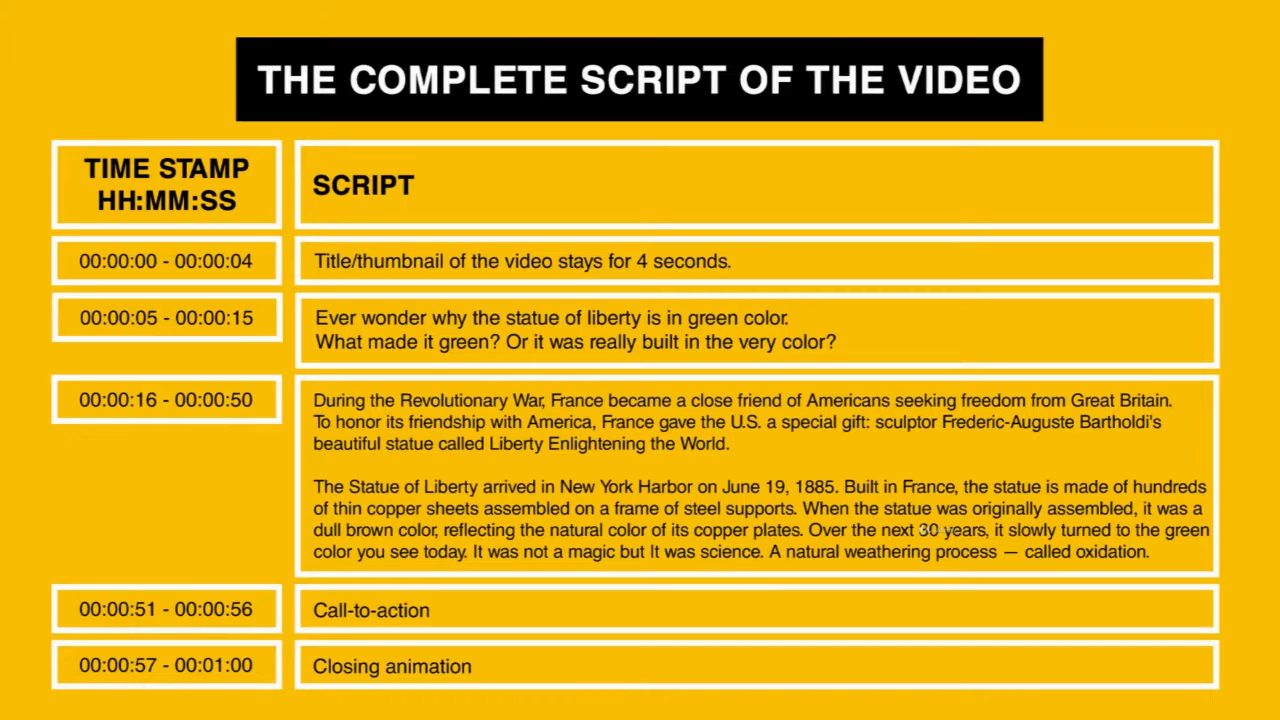 THE COMPLETE SCRIPT OF THE VIDEO
TIME STAMP
HH:MM:SS
SCRIPT
00:00:00 - 00:00:04
Title/thumbnail of the video stays for 4 seconds.
00:00:05 - 00:00:15
Ever wonder why the statue of liberty is in green color.
What made it green? Or it was really built in the very color?
00:00:16 - 00:00:50
During the Revolutionary War, France became a close friend of Americans seeking freedom from Great Britain.
To honor its friendship with America, France gave the U.S. a special gift: sculptor Frederic-Auguste Bartholdi's
beautiful statue called Liberty Enlightening the World.
The Statue of Liberty arrived in New York Harbor on June 19, 1885. Built in France, the statue is made of hundreds
of thin copper sheets assembled on a frame of steel supports. When the statue was originally assembled, it was a
dull brown color, reflecting the natural color of its copper plates. Over the next 30 years, it slowly turned to the green
color you see today. It was not a magic but It was science. A natural weathering process — called oxidation.
00:00:51 - 00:00:56
Call-to-action
00:00:57 - 00:01:00
Closing animation